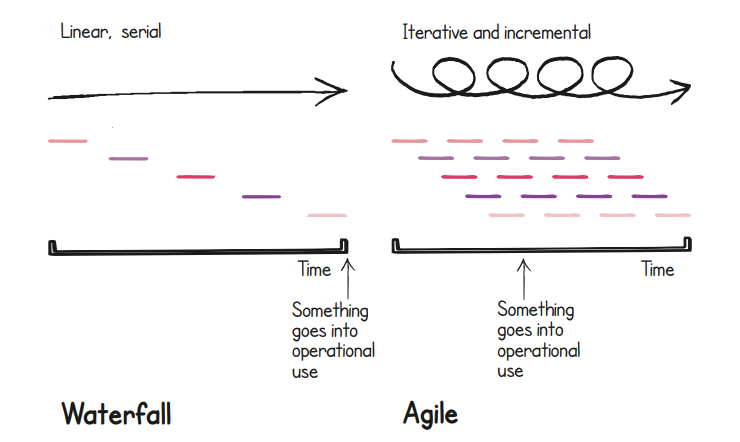 Linear, serial
Iterative and incremental
Time
Time
Something
goes into
operational
use
Something
goes into
operational
use
Waterfall
Agile